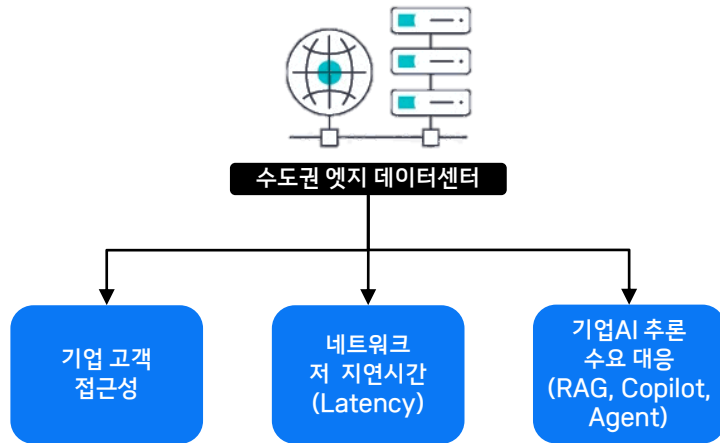 수도권 엣지 데이터센터
기업 고객
접근성
네트워크
저 지연시간
(Latency)
기업AI 추론
수요 대응
(RAG, Copilot,
Agent)